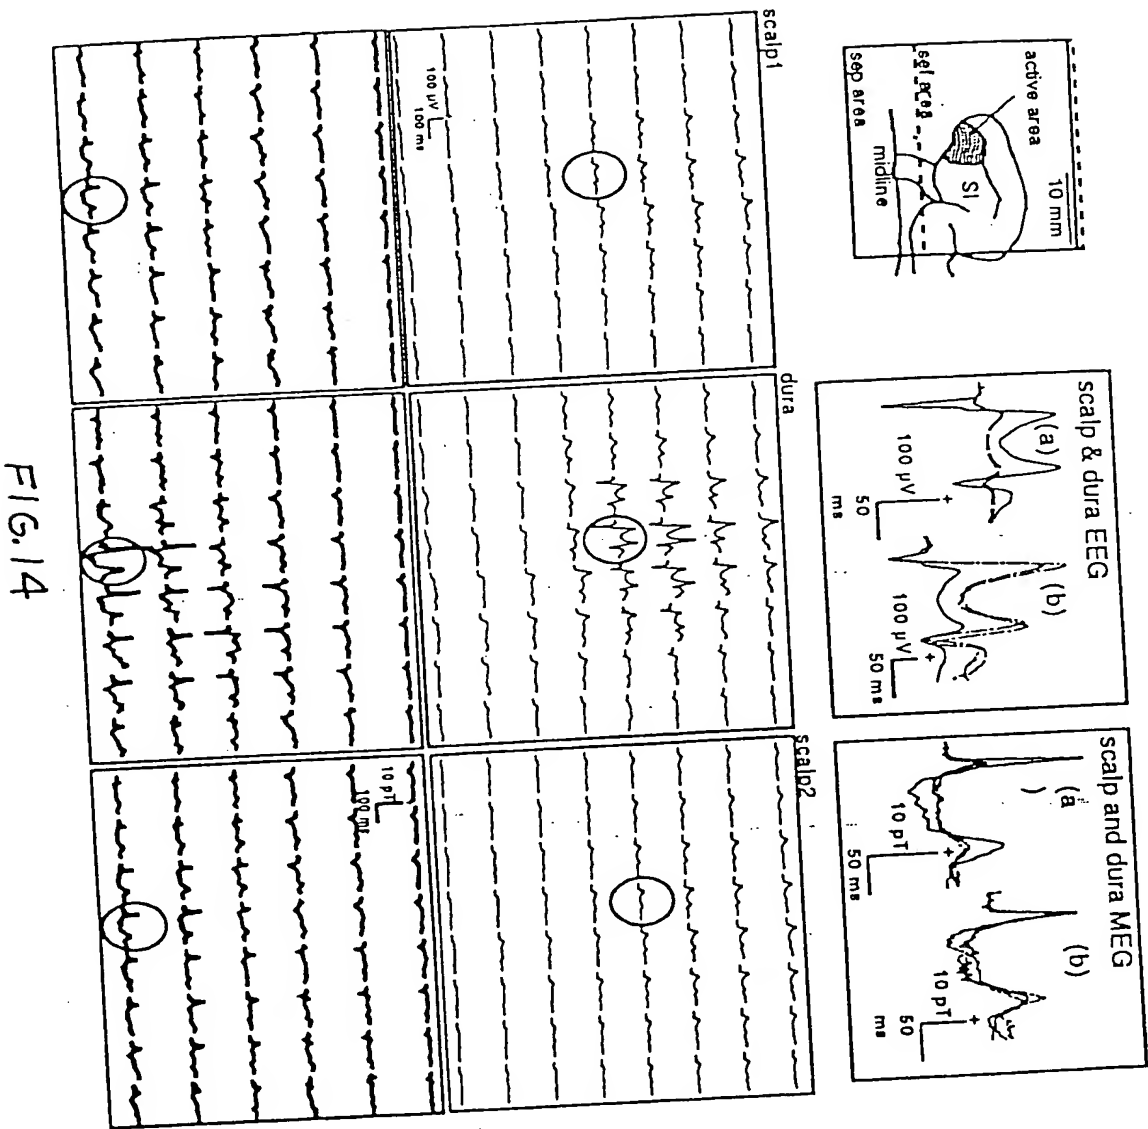 active area
10 mm
SI
sef area
midline
sep area
scalp & dura EEG
(a)
(b)
100 µV
50
ms
+
100 µV
50 ms
+
scalp and dura MEG
(a
)
(b)
10 pT
50 ms
+
10 pT
50
ms
+
scalp1
100 µV
100 ms
dura
scalp2
10 pT
100 ms
FIG.14